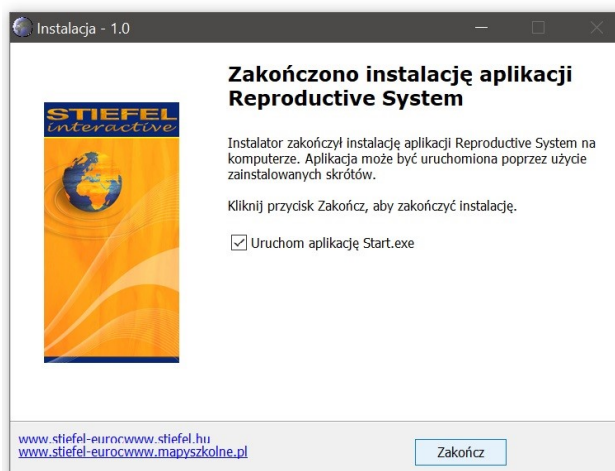 Instalacja - 1.0
STIEFEL
interactive
Zakończono instalację aplikacji
Reproductive System
Instalator zakończył instalację aplikacji Reproductive System na
komputerze. Aplikacja może być uruchomiona poprzez użycie
zainstalowanych skrótów.
Kliknij przycisk Zakończ, aby zakończyć instalację.
Uruchom aplikację Start.exe
www.stiefel-eurocwww.stiefel.hu
www.stiefel-eurocwww.mapyszkolne.pl
Zakończ